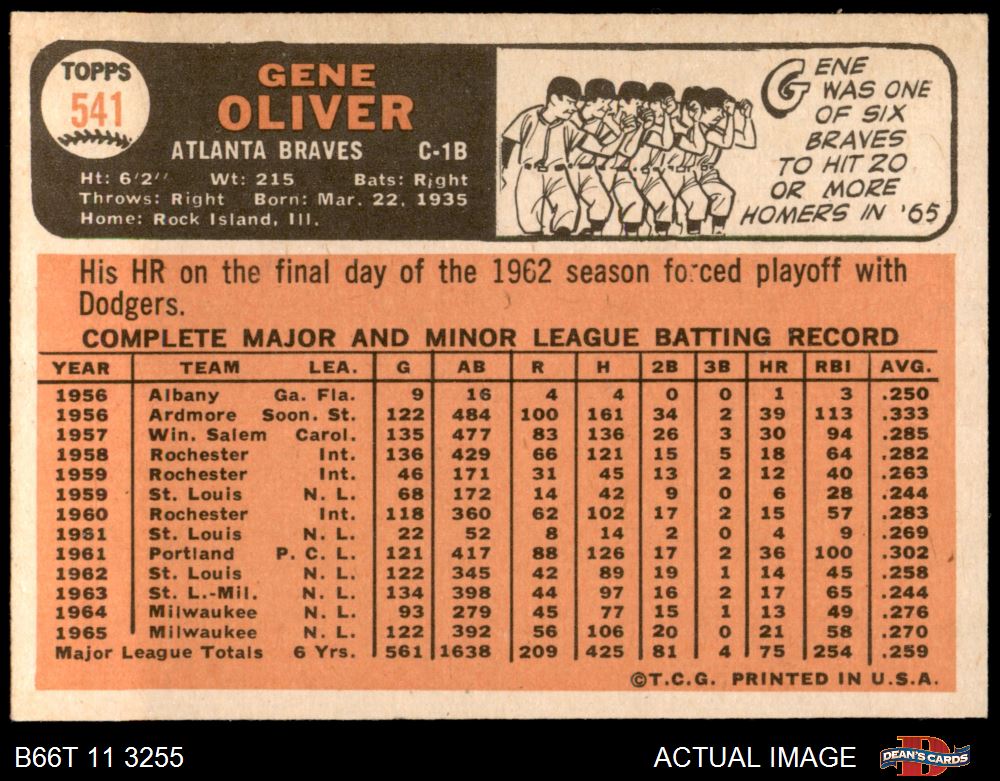 TOPPS
541
GENE
OLIVER
ATLANTA BRAVES C-1B
Ht: 6'2" Wt: 215 Bats: Right
Throws: Right Born: Mar. 22, 1935
Home: Rock Island, Ill.
GENE
WAS ONE
OF SIX
BRAVES
TO HIT 20
OR MORE
HOMERS IN '65
His HR on the final day of the 1962 season forced playoff with
Dodgers.
COMPLETE MAJOR AND MINOR LEAGUE BATTING RECORD
YEAR TEAM LEA. G AB R H 2B 3B HR RBI AVG.
1956 Albany Ga. Fla. 9 16 4 4 0 0 1 3 .250
1956 Ardmore Soon. St. 122 484 100 161 34 2 39 113 .333
1957 Win. Salem Carol. 135 477 83 136 26 3 30 94 .285
1958 Rochester Int. 136 429 66 121 15 5 18 64 .282
1959 Rochester Int. 46 171 31 45 13 2 12 40 .263
1959 St. Louis N. L. 68 172 14 42 9 0 6 28 .244
1960 Rochester Int. 118 360 62 102 17 2 15 57 .283
1961 St. Louis N. L. 22 52 8 14 2 0 4 9 .269
1961 Portland P. C. L. 121 417 88 126 17 2 36 100 .302
1962 St. Louis N. L. 122 345 42 89 19 1 14 45 .258
1963 St. L.-Mil. N. L. 134 398 44 97 16 2 17 65 .244
1964 Milwaukee N. L. 93 279 45 77 15 1 13 49 .276
1965 Milwaukee N. L. 122 392 56 106 20 0 21 58 .270
Major League Totals 6 Yrs. 561 1638 209 425 81 4 75 254 .259
©T.C.G. PRINTED IN U.S.A.
B66T 11 3255 ACTUAL IMAGE DEAN'S CARDS